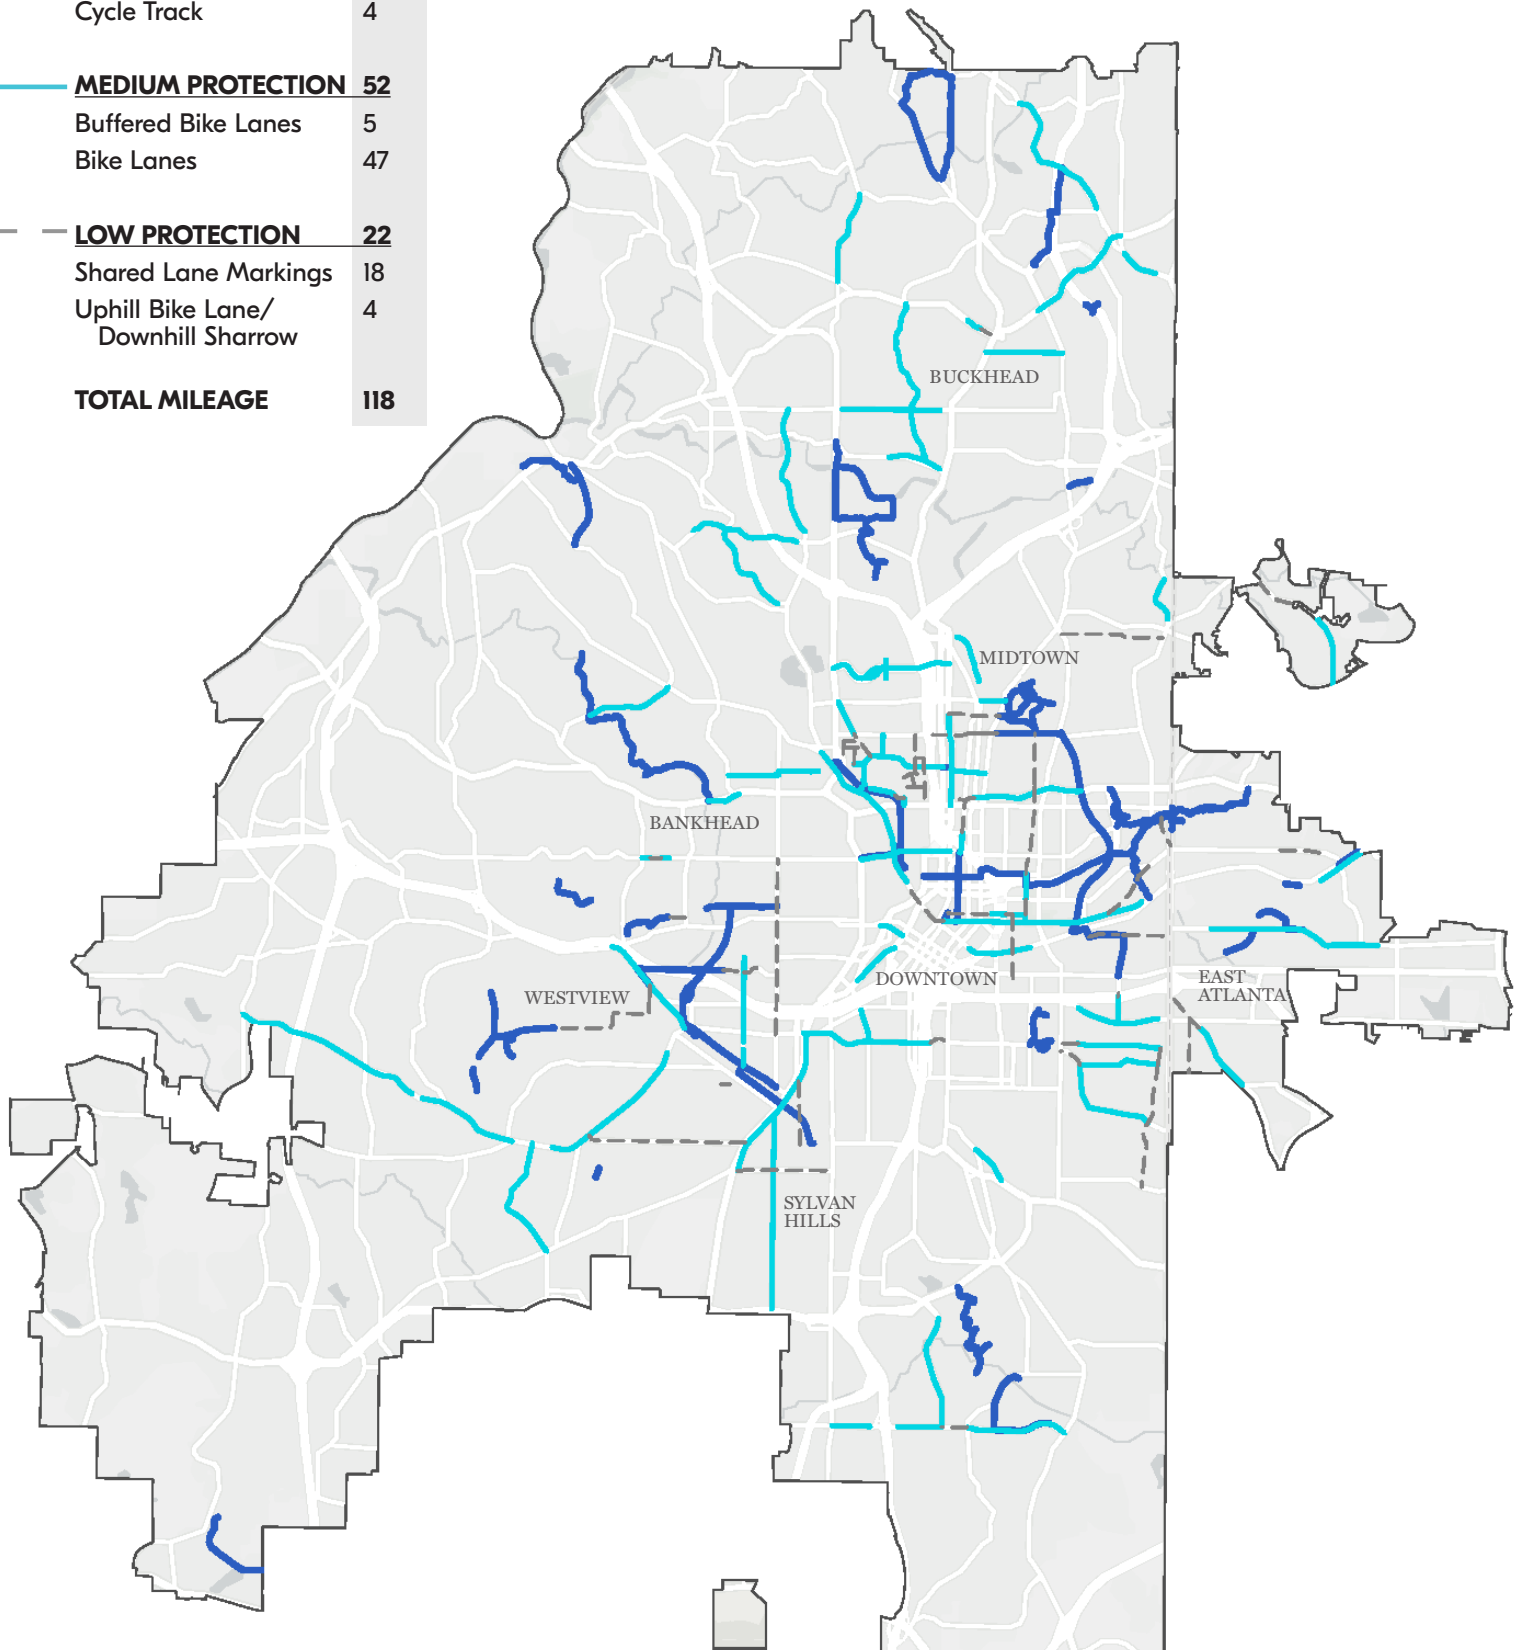 Cycle Track 4
MEDIUM PROTECTION 52
Buffered Bike Lanes 5
Bike Lanes 47
LOW PROTECTION 22
Shared Lane Markings 18
Uphill Bike Lane/ 4
Downhill Sharrow
TOTAL MILEAGE 118
BUCKHEAD
MIDTOWN
BANKHEAD
DOWNTOWN
EAST
ATLANTA
WESTVIEW
SYLVAN
HILLS